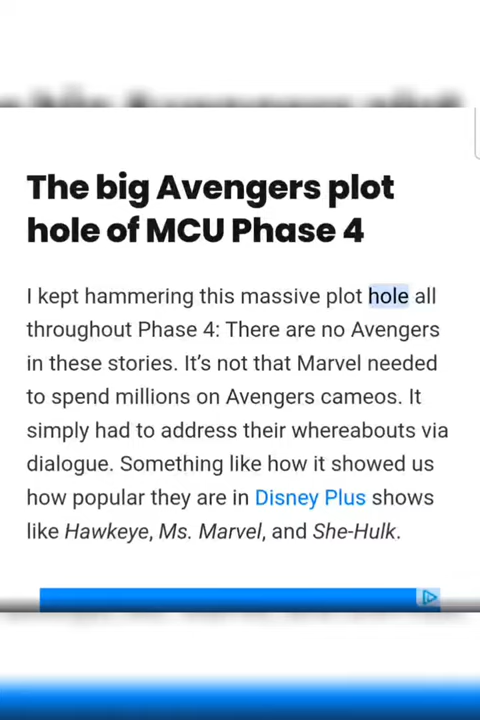 The big Avengers plot
hole of MCU Phase 4
I kept hammering this massive plot hole all
throughout Phase 4: There are no Avengers
in these stories. It’s not that Marvel needed
to spend millions on Avengers cameos. It
simply had to address their whereabouts via
dialogue. Something like how it showed us
how popular they are in Disney Plus shows
like Hawkeye, Ms. Marvel, and She-Hulk.